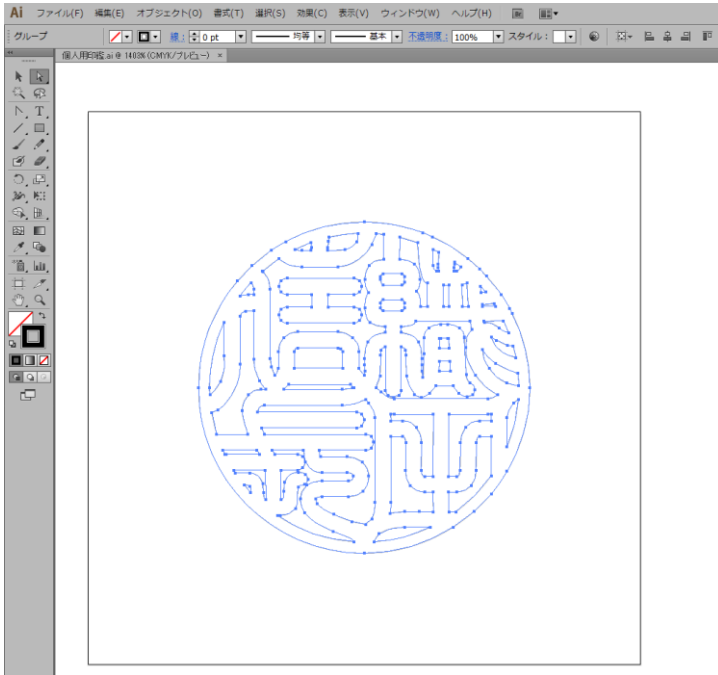 Ai ファイル(F) 編集(E) オブジェクト(O) 書式(T) 選択(S) 効果(C) 表示(V) ウィンドウ(W) ヘルプ(H) Br
グループ 線: 0 pt 均等 基本 不透明度: 100% スタイル:
個人用印鑑.ai @ 1403% (CMYK/プレビュー) ×